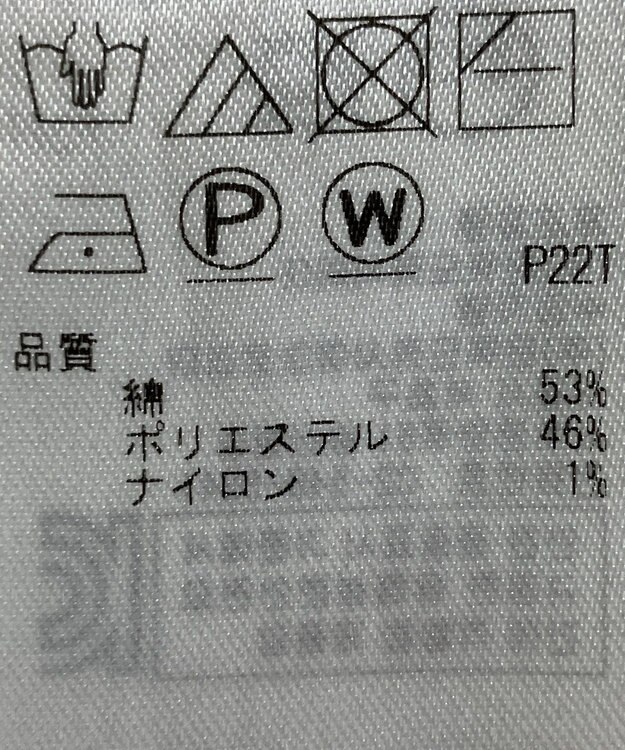 P W
P22T
品質
綿 53%
ポリエステル 46%
ナイロン 1%